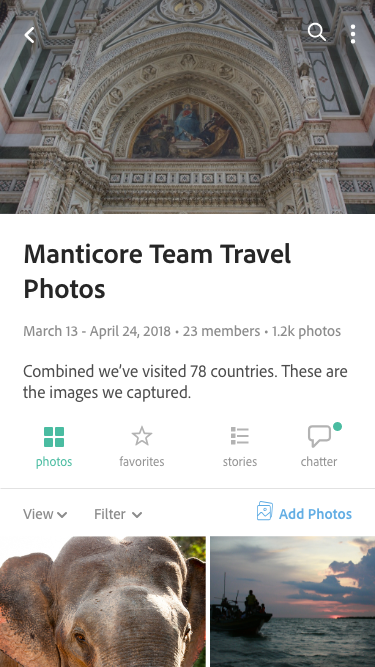 Manticore Team Travel
Photos
March 13 - April 24, 2018 • 23 members • 1.2k photos
Combined we’ve visited 78 countries. These are
the images we captured.
photos favorites stories chatter
View Filter Add Photos